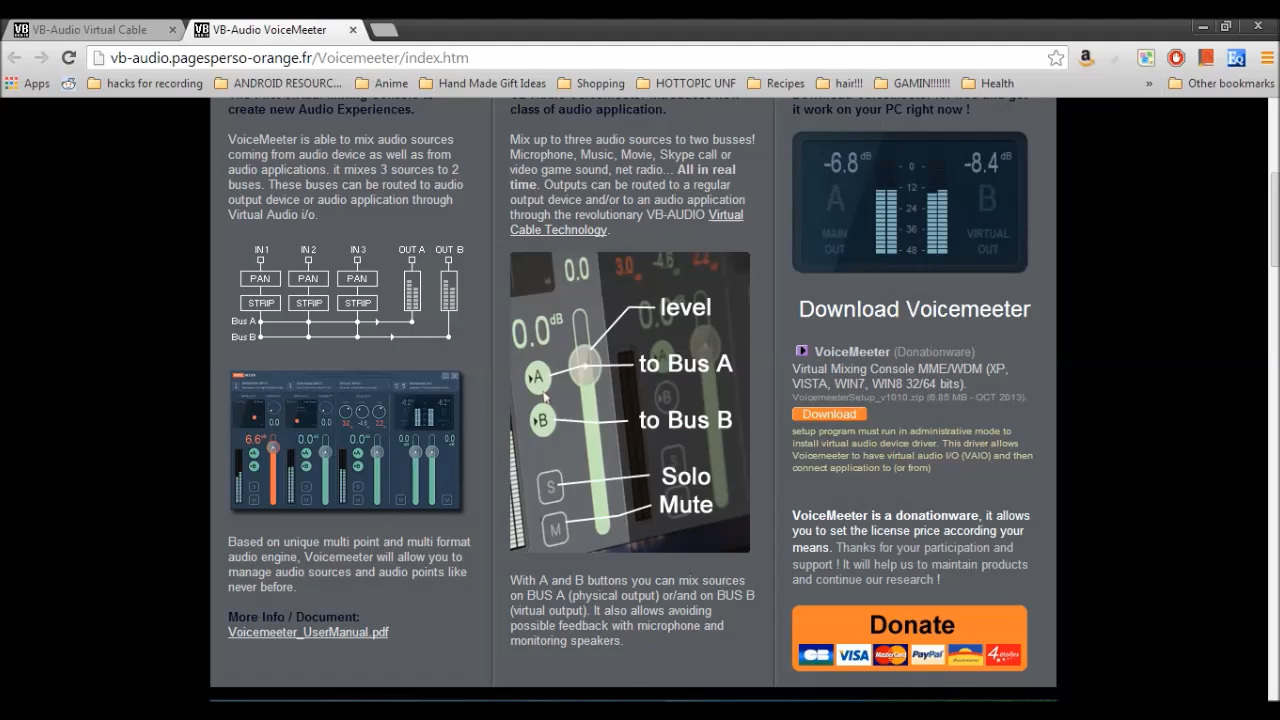 VB-Audio Virtual Cable
VB-Audio VoiceMeeter
vb-audio.pagesperso-orange.fr/Voicemeeter/index.htm
Apps
hacks for recording
ANDROID RESOURC...
Anime
Hand Made Gift Ideas
Shopping
HOTTOPIC UNF
Recipes
hair!!!
GAMIN!!!!!!!
Health
»
Other bookmarks
create new Audio Experiences.
VoiceMeeter is able to mix audio sources
coming from audio device as well as from
audio applications. it mixes 3 sources to 2
buses. These buses can be routed to audio
output device or audio application through
Virtual Audio i/o.
IN 1 IN 2 IN 3 OUT A OUT B
PAN PAN PAN
STRIP STRIP STRIP
Bus A
Bus B
Based on unique multi point and multi format
audio engine, Voicemeeter will allow you to
manage audio sources and audio points like
never before.
More Info / Document:
Voicemeeter_UserManual.pdf
class of audio application.
Mix up to three audio sources to two busses!
Microphone, Music, Movie, Skype call or
video game sound, net radio... All in real
time. Outputs can be routed to a regular
output device and/or to an audio application
through the revolutionary VB-AUDIO Virtual
Cable Technology.
0.0
0.0 dB
level
A
to Bus A
B
to Bus B
S
Solo
M
Mute
With A and B buttons you can mix sources
on BUS A (physical output) or/and on BUS B
(virtual output). It also allows avoiding
possible feedback with microphone and
monitoring speakers.
it work on your PC right now !
-6.8 dB
-8.4 dB
0
12
24
36
48
A
MAIN
OUT
B
VIRTUAL
OUT
Download Voicemeeter
VoiceMeeter (Donationware)
Virtual Mixing Console MME/WDM (XP,
VISTA, WIN7, WIN8 32/64 bits).
VoicemeeterSetup_v1010.zip (6.85 MB - OCT 2013).
Download
setup program must run in administrative mode to
install virtual audio device driver. This driver allows
Voicemeeter to have virtual audio I/O (VAIO) and then
connect application to (or from)
VoiceMeeter is a donationware, it allows
you to set the license price according your
means. Thanks for your participation and
support ! It will help us to maintain products
and continue our research !
Donate
CB VISA MasterCard PayPal 4étoiles